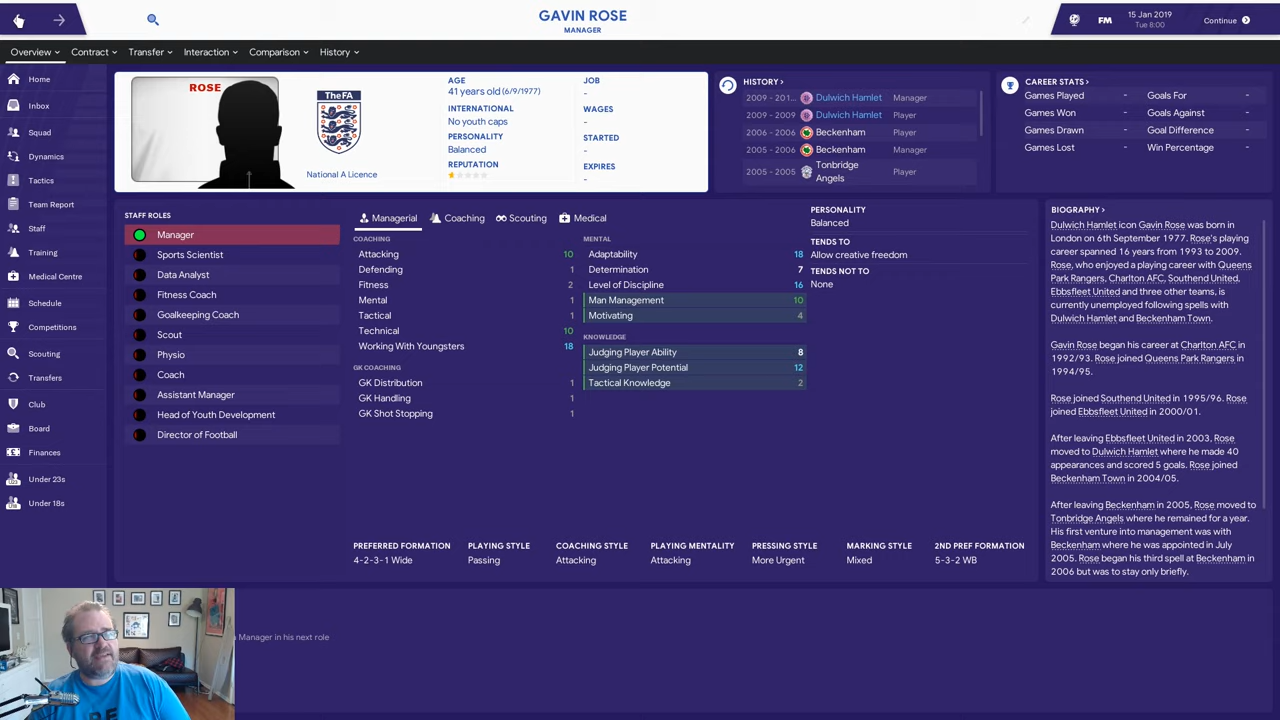 GAVIN ROSE
MANAGER
FM
15 Jan 2019
Tue 8:00
Continue
Overview
Contract
Transfer
Interaction
Comparison
History
Home
Inbox
Squad
Dynamics
Tactics
Team Report
Staff
Training
Medical Centre
Schedule
Competitions
Scouting
Transfers
Club
Board
Finances
Under 23s
Under 18s
ROSE
TheFA
National A Licence
AGE
41 years old (6/9/1977)
INTERNATIONAL
No youth caps
PERSONALITY
Balanced
REPUTATION
JOB
-
WAGES
-
STARTED
-
EXPIRES
-
HISTORY >
2009 - 201... Dulwich Hamlet Manager
2009 - 2009 Dulwich Hamlet Player
2006 - 2006 Beckenham Player
2005 - 2006 Beckenham Manager
2005 - 2005 Tonbridge Angels Player
CAREER STATS >
Games Played - Goals For -
Games Won - Goals Against -
Games Drawn - Goal Difference -
Games Lost - Win Percentage -
STAFF ROLES
Manager
Sports Scientist
Data Analyst
Fitness Coach
Goalkeeping Coach
Scout
Physio
Coach
Assistant Manager
Head of Youth Development
Director of Football
Managerial
Coaching
Scouting
Medical
COACHING
Attacking 10
Defending 1
Fitness 2
Mental 1
Tactical 1
Technical 10
Working With Youngsters 18
GK COACHING
GK Distribution 1
GK Handling 1
GK Shot Stopping 1
MENTAL
Adaptability 18
Determination 7
Level of Discipline 16
Man Management 10
Motivating 4
KNOWLEDGE
Judging Player Ability 8
Judging Player Potential 12
Tactical Knowledge 2
PERSONALITY
Balanced
TENDS TO
Allow creative freedom
TENDS NOT TO
None
PREFERRED FORMATION
4-2-3-1 Wide
PLAYING STYLE
Passing
COACHING STYLE
Attacking
PLAYING MENTALITY
Attacking
PRESSING STYLE
More Urgent
MARKING STYLE
Mixed
2ND PREF FORMATION
5-3-2 WB
BIOGRAPHY >
Dulwich Hamlet icon Gavin Rose was born in
London on 6th September 1977. Rose's playing
career spanned 16 years from 1993 to 2009.
Rose, who enjoyed a playing career with Queens
Park Rangers, Charlton AFC, Southend United,
Ebbsfleet United and three other teams, is
currently unemployed following spells with
Dulwich Hamlet and Beckenham Town.
Gavin Rose began his career at Charlton AFC in
1992/93. Rose joined Queens Park Rangers in
1994/95.
Rose joined Southend United in 1995/96. Rose
joined Ebbsfleet United in 2000/01.
After leaving Ebbsfleet United in 2003, Rose
moved to Dulwich Hamlet where he made 40
appearances and scored 5 goals. Rose joined
Beckenham Town in 2004/05.
After leaving Beckenham in 2005, Rose moved to
Tonbridge Angels where he remained for a year.
His first venture into management was with
Beckenham where he was appointed in July
2005. Rose began his third spell at Beckenham in
2006 but was to stay only briefly.
Manager in his next role